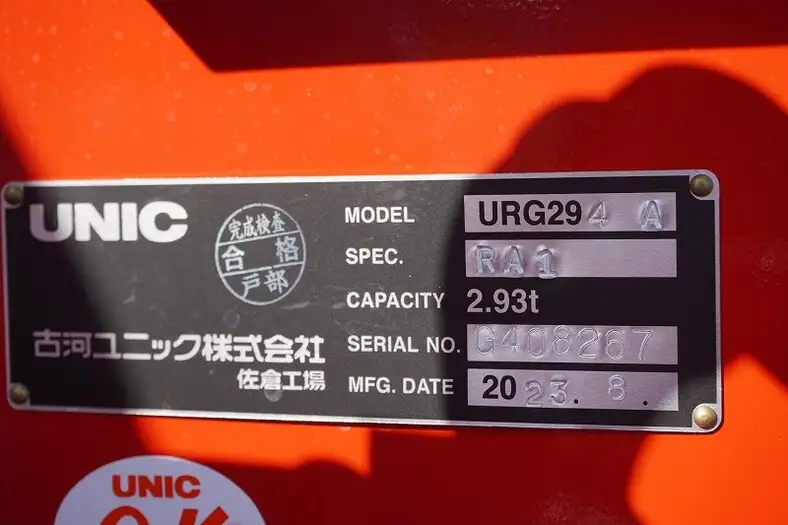 UNIC
完成検査
合格
戸部
古河ユニック株式会社
佐倉工場
MODEL URG294 A
SPEC. RA1
CAPACITY 2.93t
SERIAL NO. G408267
MFG. DATE 2023. 8.
UNIC